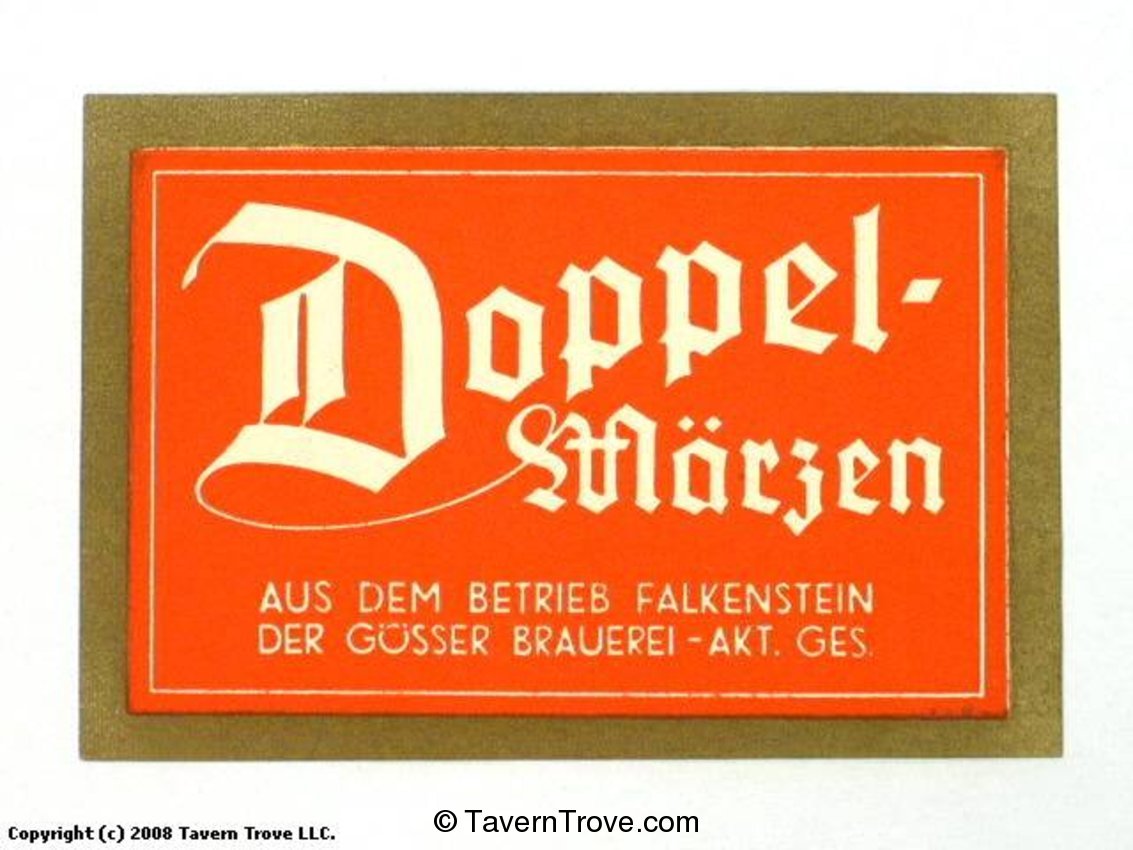 Doppel-
Märzen
AUS DEM BETRIEB FALKENSTEIN
DER GÖSSER BRAUEREI-AKT. GES.
Copyright (c) 2008 Tavern Trove LLC.
© TavernTrove.com